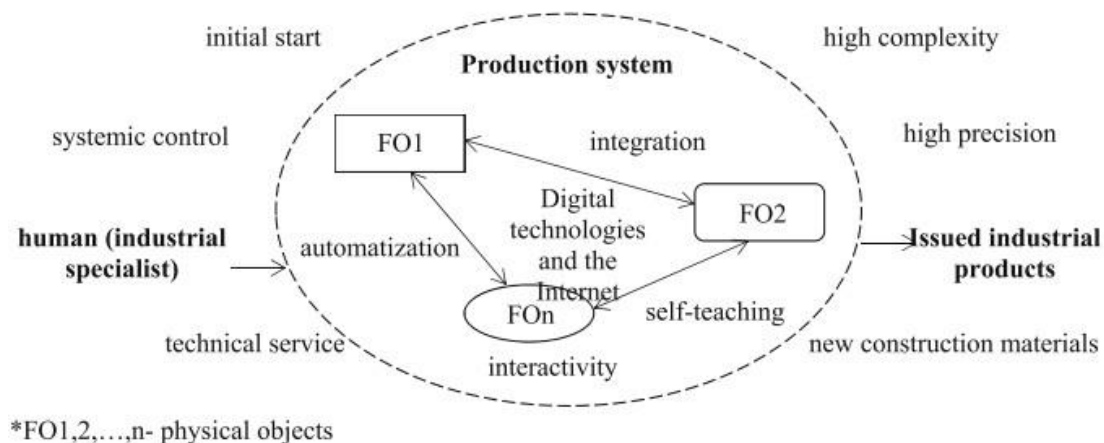 initial start
high complexity
Production system
systemic control
FO1
integration
high precision
Digital
technologies
and the
Internet
FO2
human (industrial
specialist)
automatization
Issued industrial
products
FOn
self-teaching
technical service
interactivity
new construction materials
*FO1,2,…,n- physical objects